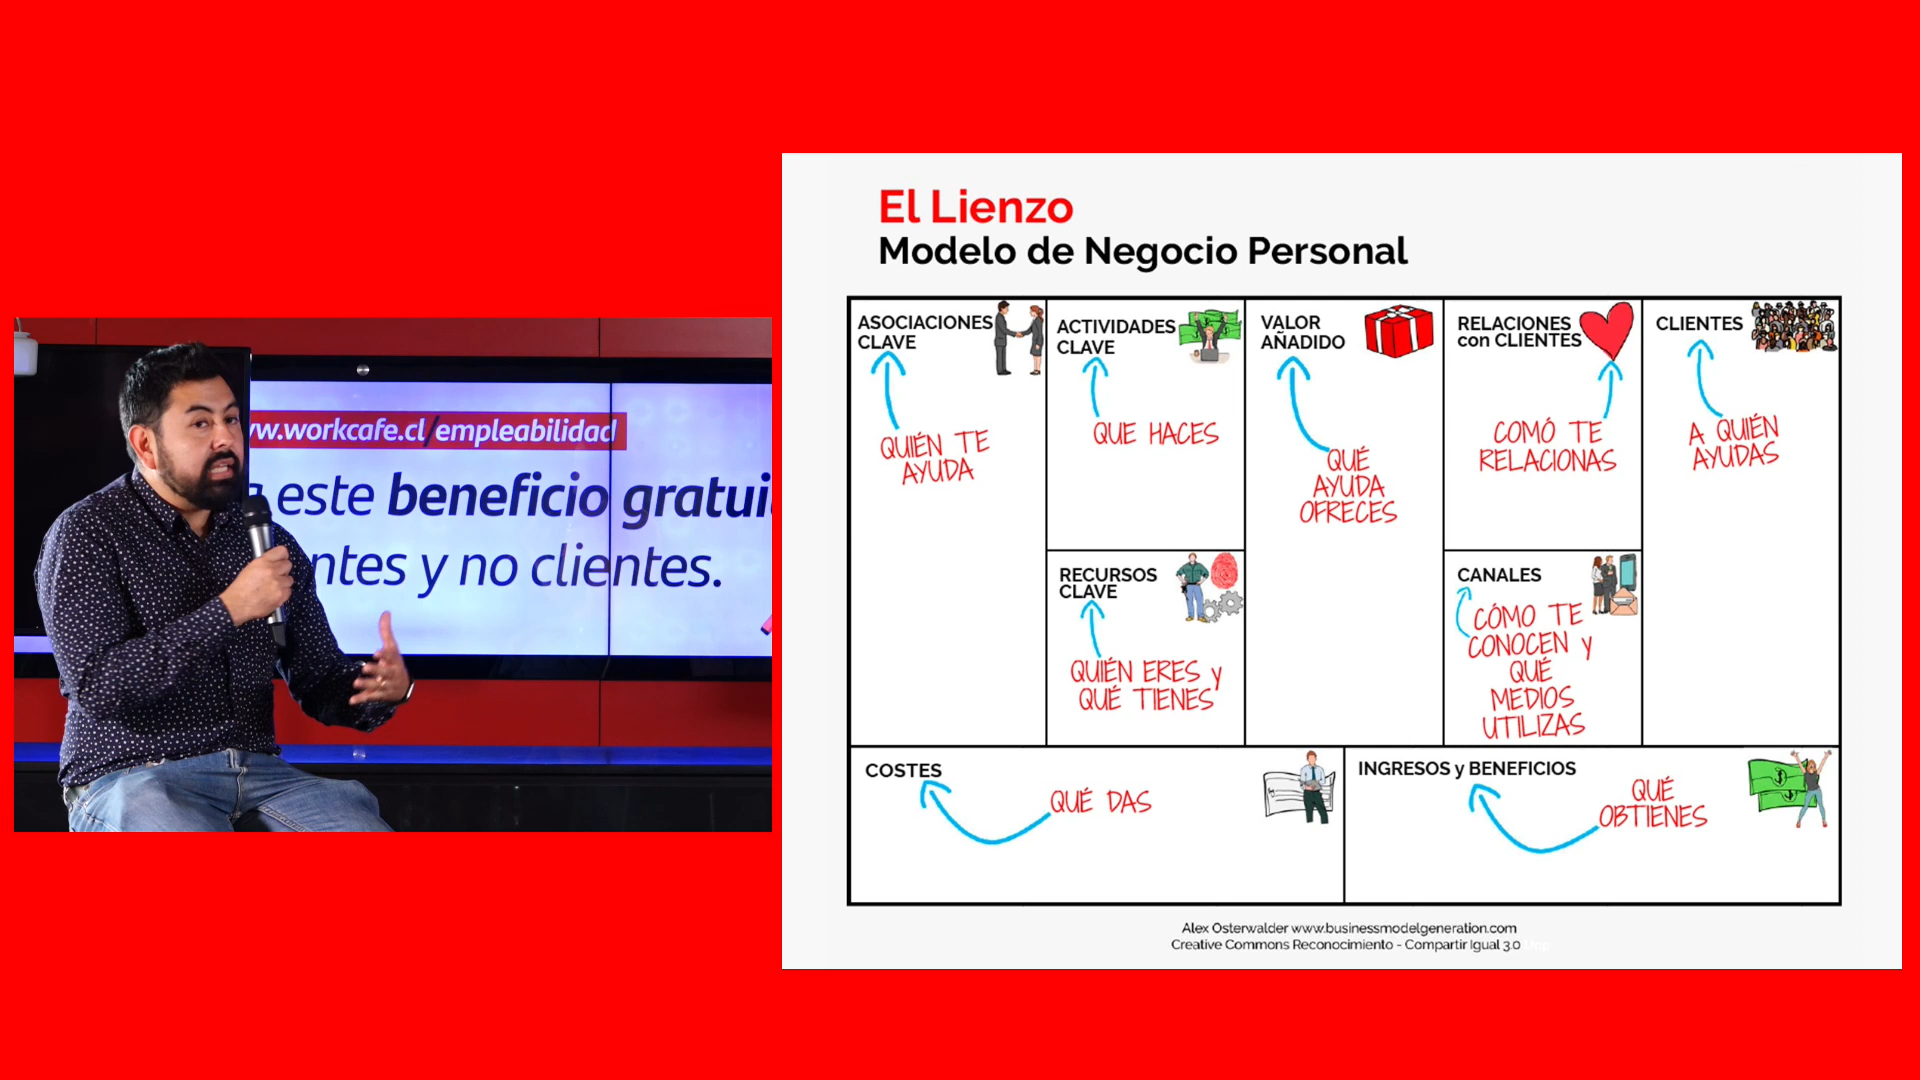 www.workcafe.cl/empleabilidad
este beneficio
y no clientes.
El Lienzo
Modelo de Negocio Personal
ASOCIACIONES
CLAVE
QUIÉN TE
AYUDA
ACTIVIDADES
CLAVE
QUE HACES
RECURSOS
CLAVE
QUIÉN ERES y
QUÉ TIENES
VALOR
AÑADIDO
QUÉ
AYUDA
OFRECES
RELACIONES
con CLIENTES
COMÓ TE
RELACIONAS
CANALES
CÓMO TE
CONOCEN y
QUÉ
MEDIOS
UTILIZAS
CLIENTES
A QUIÉN
AYUDAS
COSTES
QUÉ DAS
INGRESOS y BENEFICIOS
QUÉ
OBTIENES
Alex Osterwalder www.businessmodelgeneration.com
Creative Commons Reconocimiento - Compartir Igual 3.0